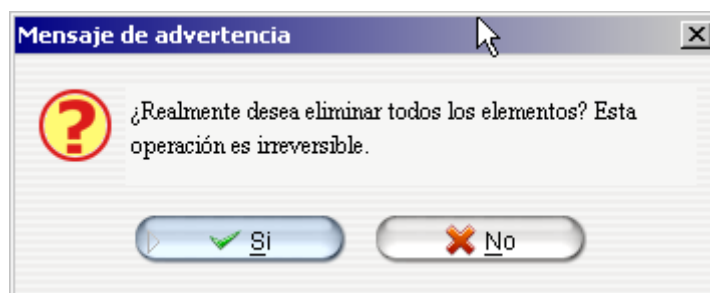 Mensaje de advertencia
¿Realmente desea eliminar todos los elementos? Esta
operación es irreversible.
Si
No